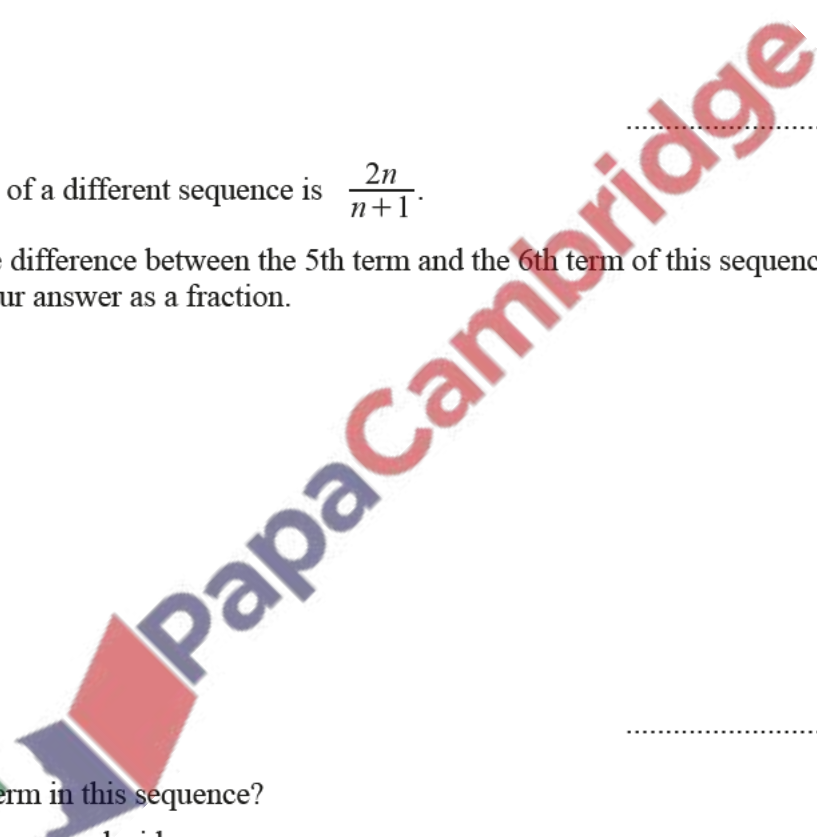 of a different sequence is 2n/(n+1).
difference between the 5th term and the 6th term of this sequenc
ur answer as a fraction.
PapaCambridge
erm in this sequence?